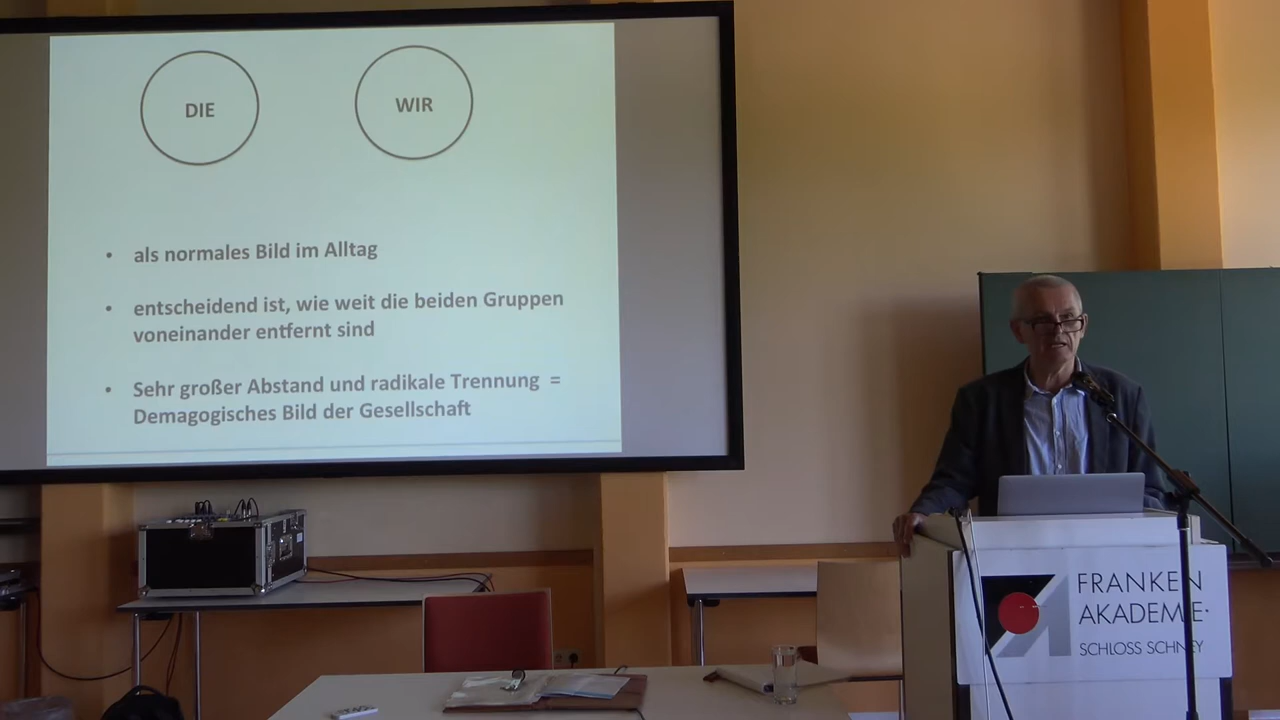 DIE
WIR
• als normales Bild im Alltag
• entscheidend ist, wie weit die beiden Gruppen
voneinander entfernt sind
• Sehr großer Abstand und radikale Trennung =
Demagogisches Bild der Gesellschaft
FRANKEN
AKADEMIE
SCHLOSS SCHNEY